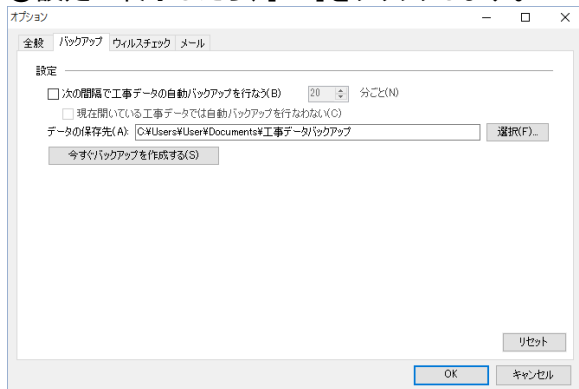 オプション
全般 バックアップ ウィルスチェック メール
設定
次の間隔で工事データの自動バックアップを行なう(B) 20 分ごと(N)
現在開いている工事データでは自動バックアップを行なわない(C)
データの保存先(A): C:¥Users¥User¥Documents¥工事データバックアップ 選択(F)...
今すぐバックアップを作成する(S)
リセット
OK キャンセル